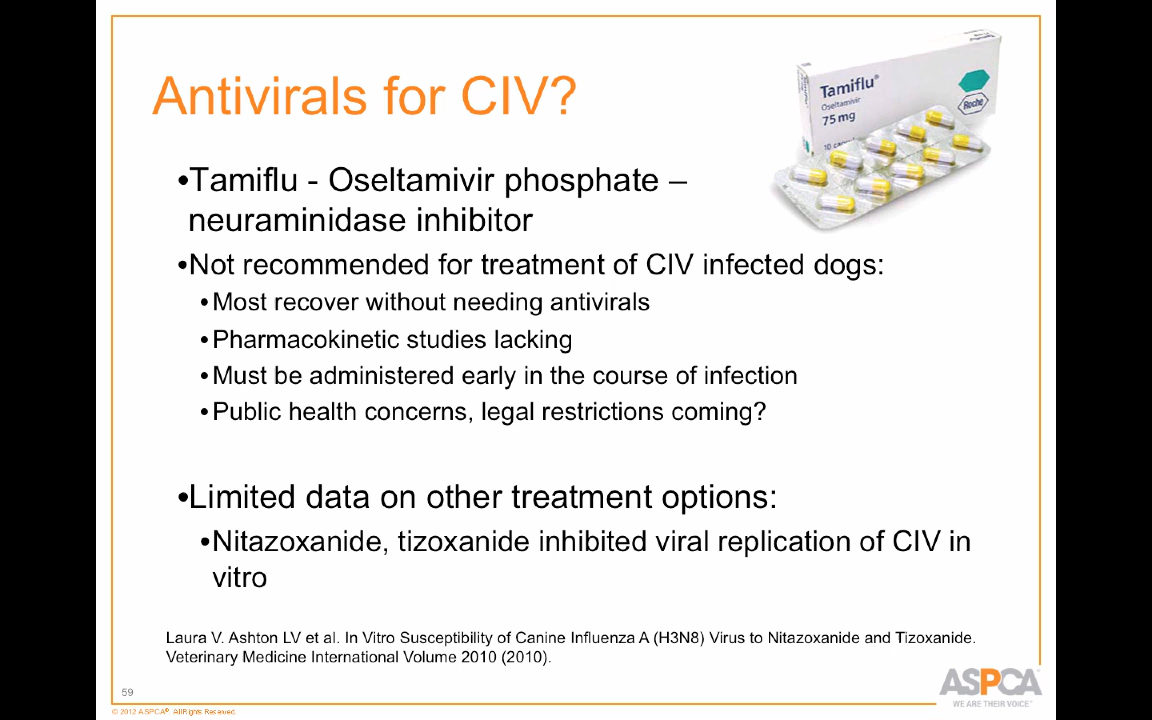 Antivirals for CIV?
Tamiflu®
Oseltamivir
75 mg
Roche
•Tamiflu - Oseltamivir phosphate –
neuraminidase inhibitor
•Not recommended for treatment of CIV infected dogs:
•Most recover without needing antivirals
•Pharmacokinetic studies lacking
•Must be administered early in the course of infection
•Public health concerns, legal restrictions coming?
•Limited data on other treatment options:
•Nitazoxanide, tizoxanide inhibited viral replication of CIV in
vitro
Laura V. Ashton LV et al. In Vitro Susceptibility of Canine Influenza A (H3N8) Virus to Nitazoxanide and Tizoxanide.
Veterinary Medicine International Volume 2010 (2010).
59
© 2012 ASPCA® All Rights Reserved.
ASPCA
WE ARE THEIR VOICE.